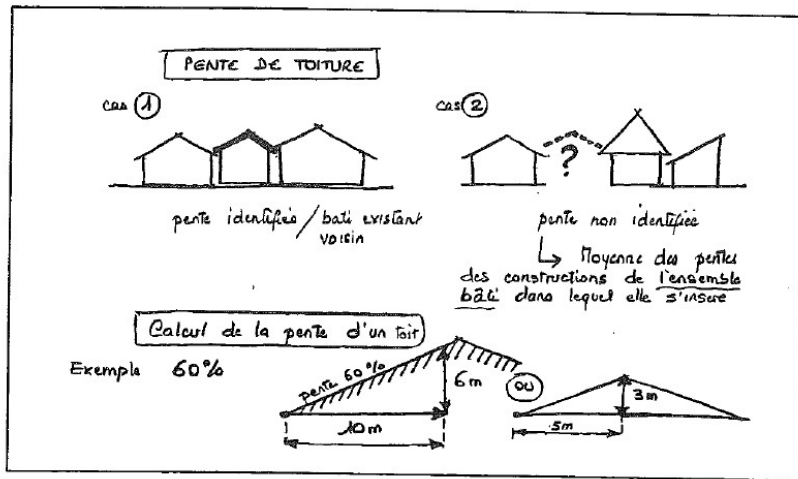 PENTE DE TOITURE
cas 1
cas 2
?
pente identifiée / bati existant
voisin
pente non identifiée
Moyenne des pentes
des constructions de l'ensemble
bâti dans lequel elle s'insère
Calcul de la pente d'un toit
Exemple 60%
pente 60%
6m
10m
ou
3m
5m